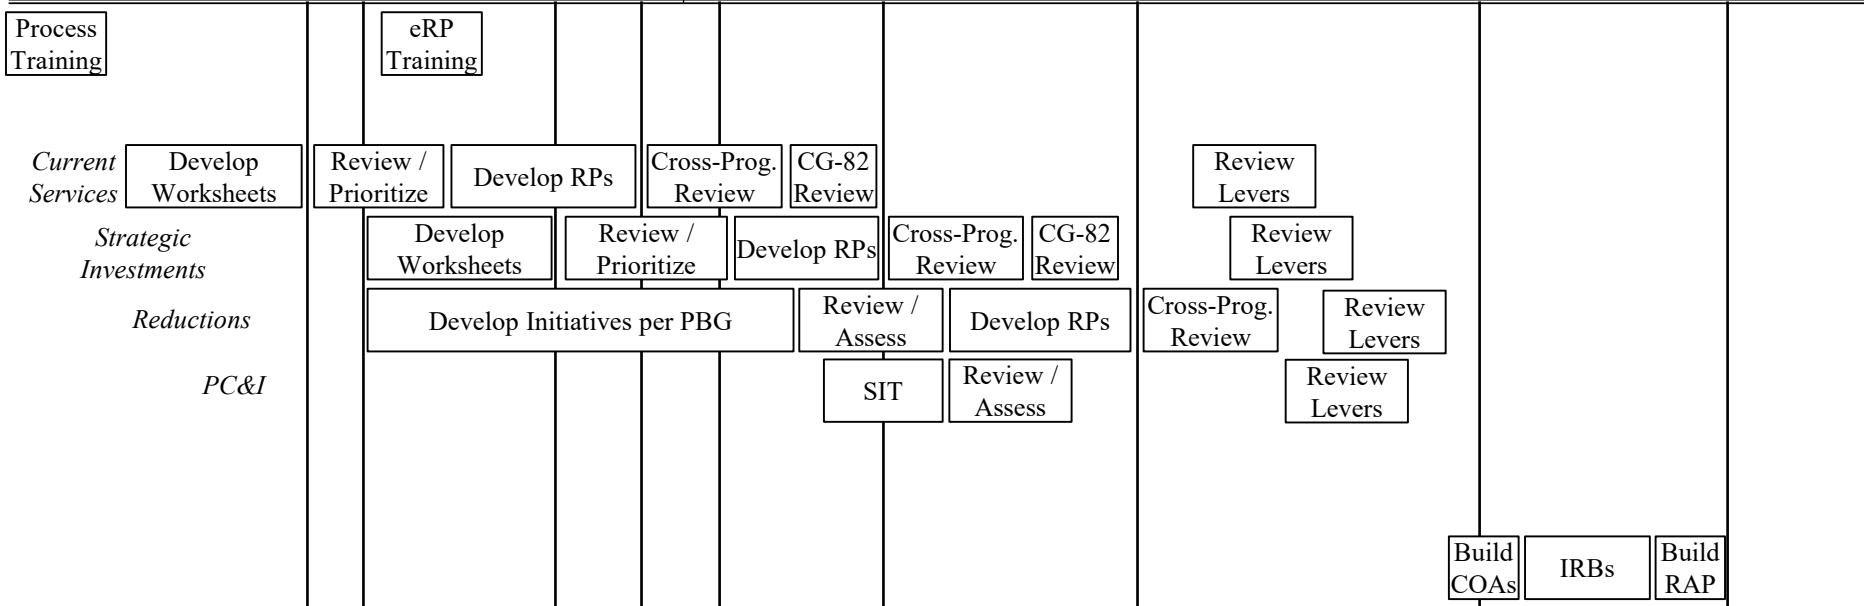 Process
Training
eRP
Training
Current
Services
Develop
Worksheets
Review /
Prioritize
Develop RPs
Cross-Prog.
Review
CG-82
Review
Review
Levers
Strategic
Investments
Develop
Worksheets
Review /
Prioritize
Develop RPs
Cross-Prog.
Review
CG-82
Review
Review
Levers
Reductions
Develop Initiatives per PBG
Review /
Assess
Develop RPs
Cross-Prog.
Review
Review
Levers
PC&I
SIT
Review /
Assess
Review
Levers
Build
COAs
IRBs
Build
RAP